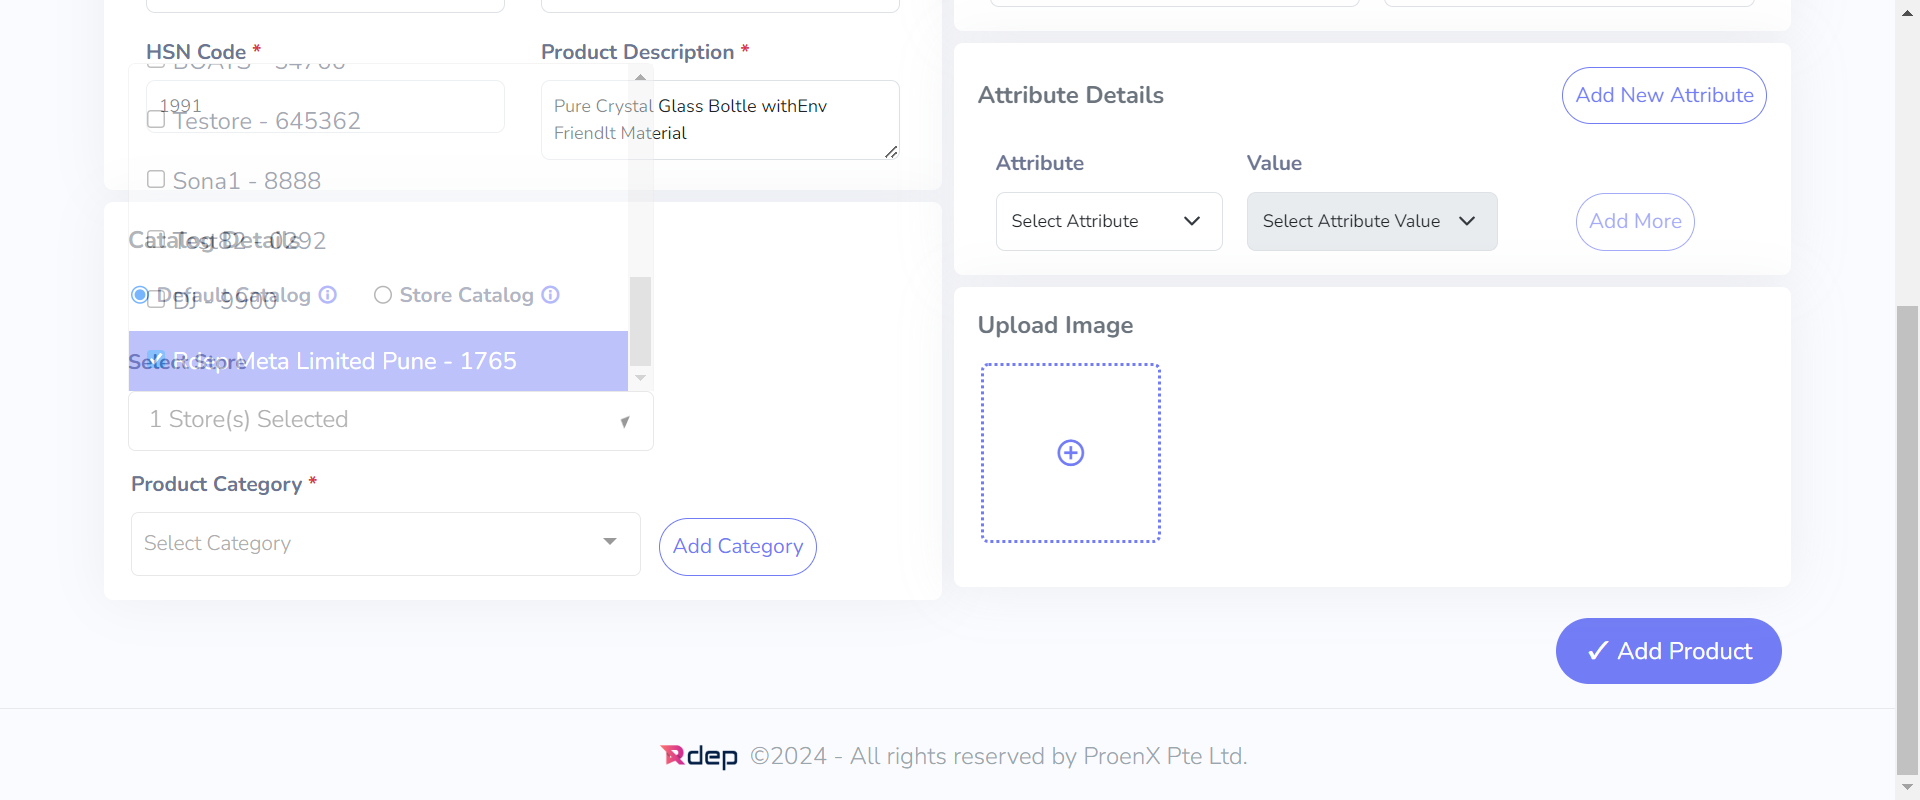 HSN Code *
Product Description *
BOATS - 34766
1991
Testore - 645362
Pure Crystal Glass Boltle withEnv
Friendlt Material
Sona1 - 8888
Catalog Details
Test82 - 0292
Default Catalog
Store Catalog
DJ - 9900
Select Store
Rdep Meta Limited Pune - 1765
1 Store(s) Selected
Product Category *
Select Category
Add Category
Attribute Details
Add New Attribute
Attribute
Value
Select Attribute
Select Attribute Value
Add More
Upload Image
✓ Add Product
Rdep ©2024 - All rights reserved by ProenX Pte Ltd.